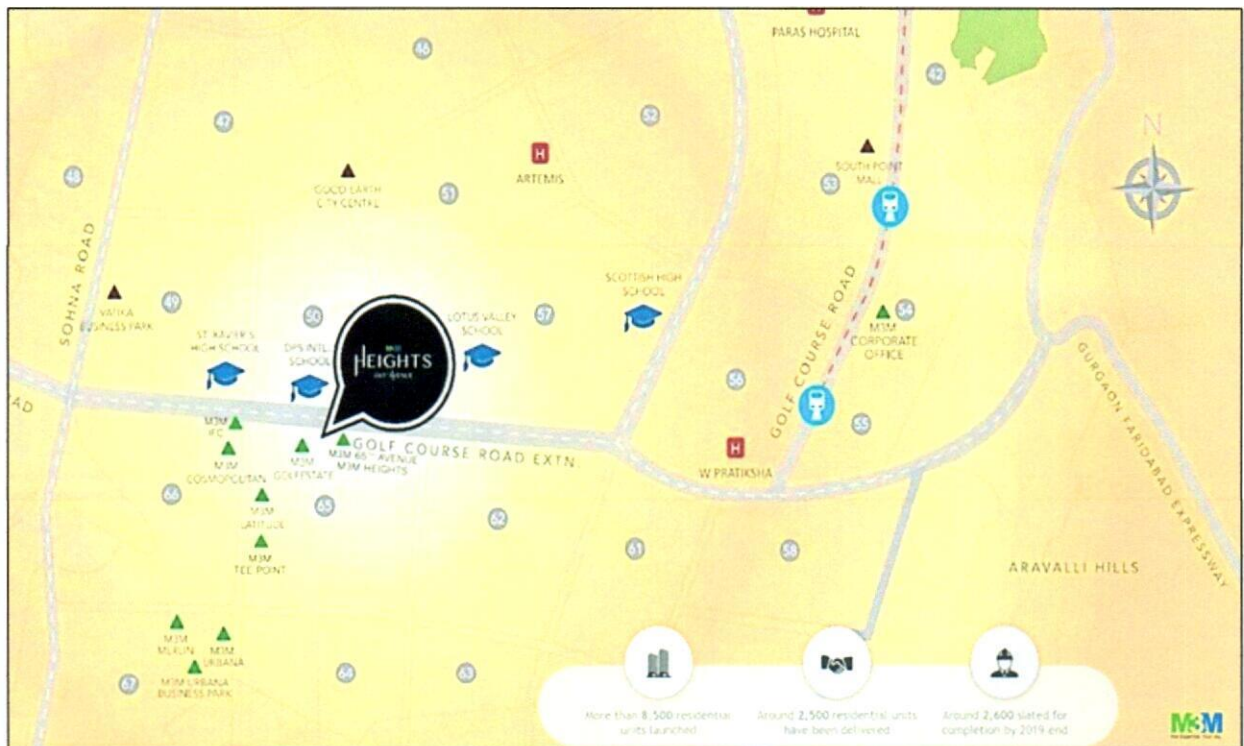 PARAS HOSPITAL
46
42
47
52
N
H
ARTEMIS
SOUTH POINT
MALL
48
GOOD EARTH
CITY CENTRE
51
53
SOHNA ROAD
VATIKA
BUSINESS PARK
49
50
ST. XAVIER'S
HIGH SCHOOL
DPS INTL.
SCHOOL
HEIGHTS
LOTUS VALLEY
SCHOOL
57
SCOTTISH HIGH
SCHOOL
GOLF COURSE ROAD
54
M3M
CORPORATE
OFFICE
GURGAON FARIDABAD EXPRESSWAY
56
55
M3M
IFC
M3M
COSMOPOLITAN
M3M
GOLFESTATE
M3M 65TH AVENUE
M3M HEIGHTS
GOLF COURSE ROAD EXTN.
H
W PRATIKSHA
66
M3M
LATITUDE
65
62
M3M
TEE POINT
61
58
ARAVALLI HILLS
M3M
MERLIN
M3M
URBANA
M3M URBANA
BUSINESS PARK
67
64
63
More than 8,500 residential
units launched
Around 2,500 residential units
have been delivered
Around 2,600 slated for
completion by 2019 end
M3M